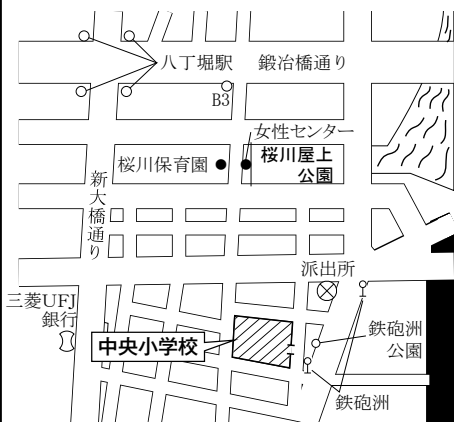 八丁堀駅
鍛冶橋通り
B3
女性センター
桜川保育園
桜川屋上
公園
新大橋通り
派出所
三菱UFJ
銀行
中央小学校
鉄砲洲
公園
鉄砲洲